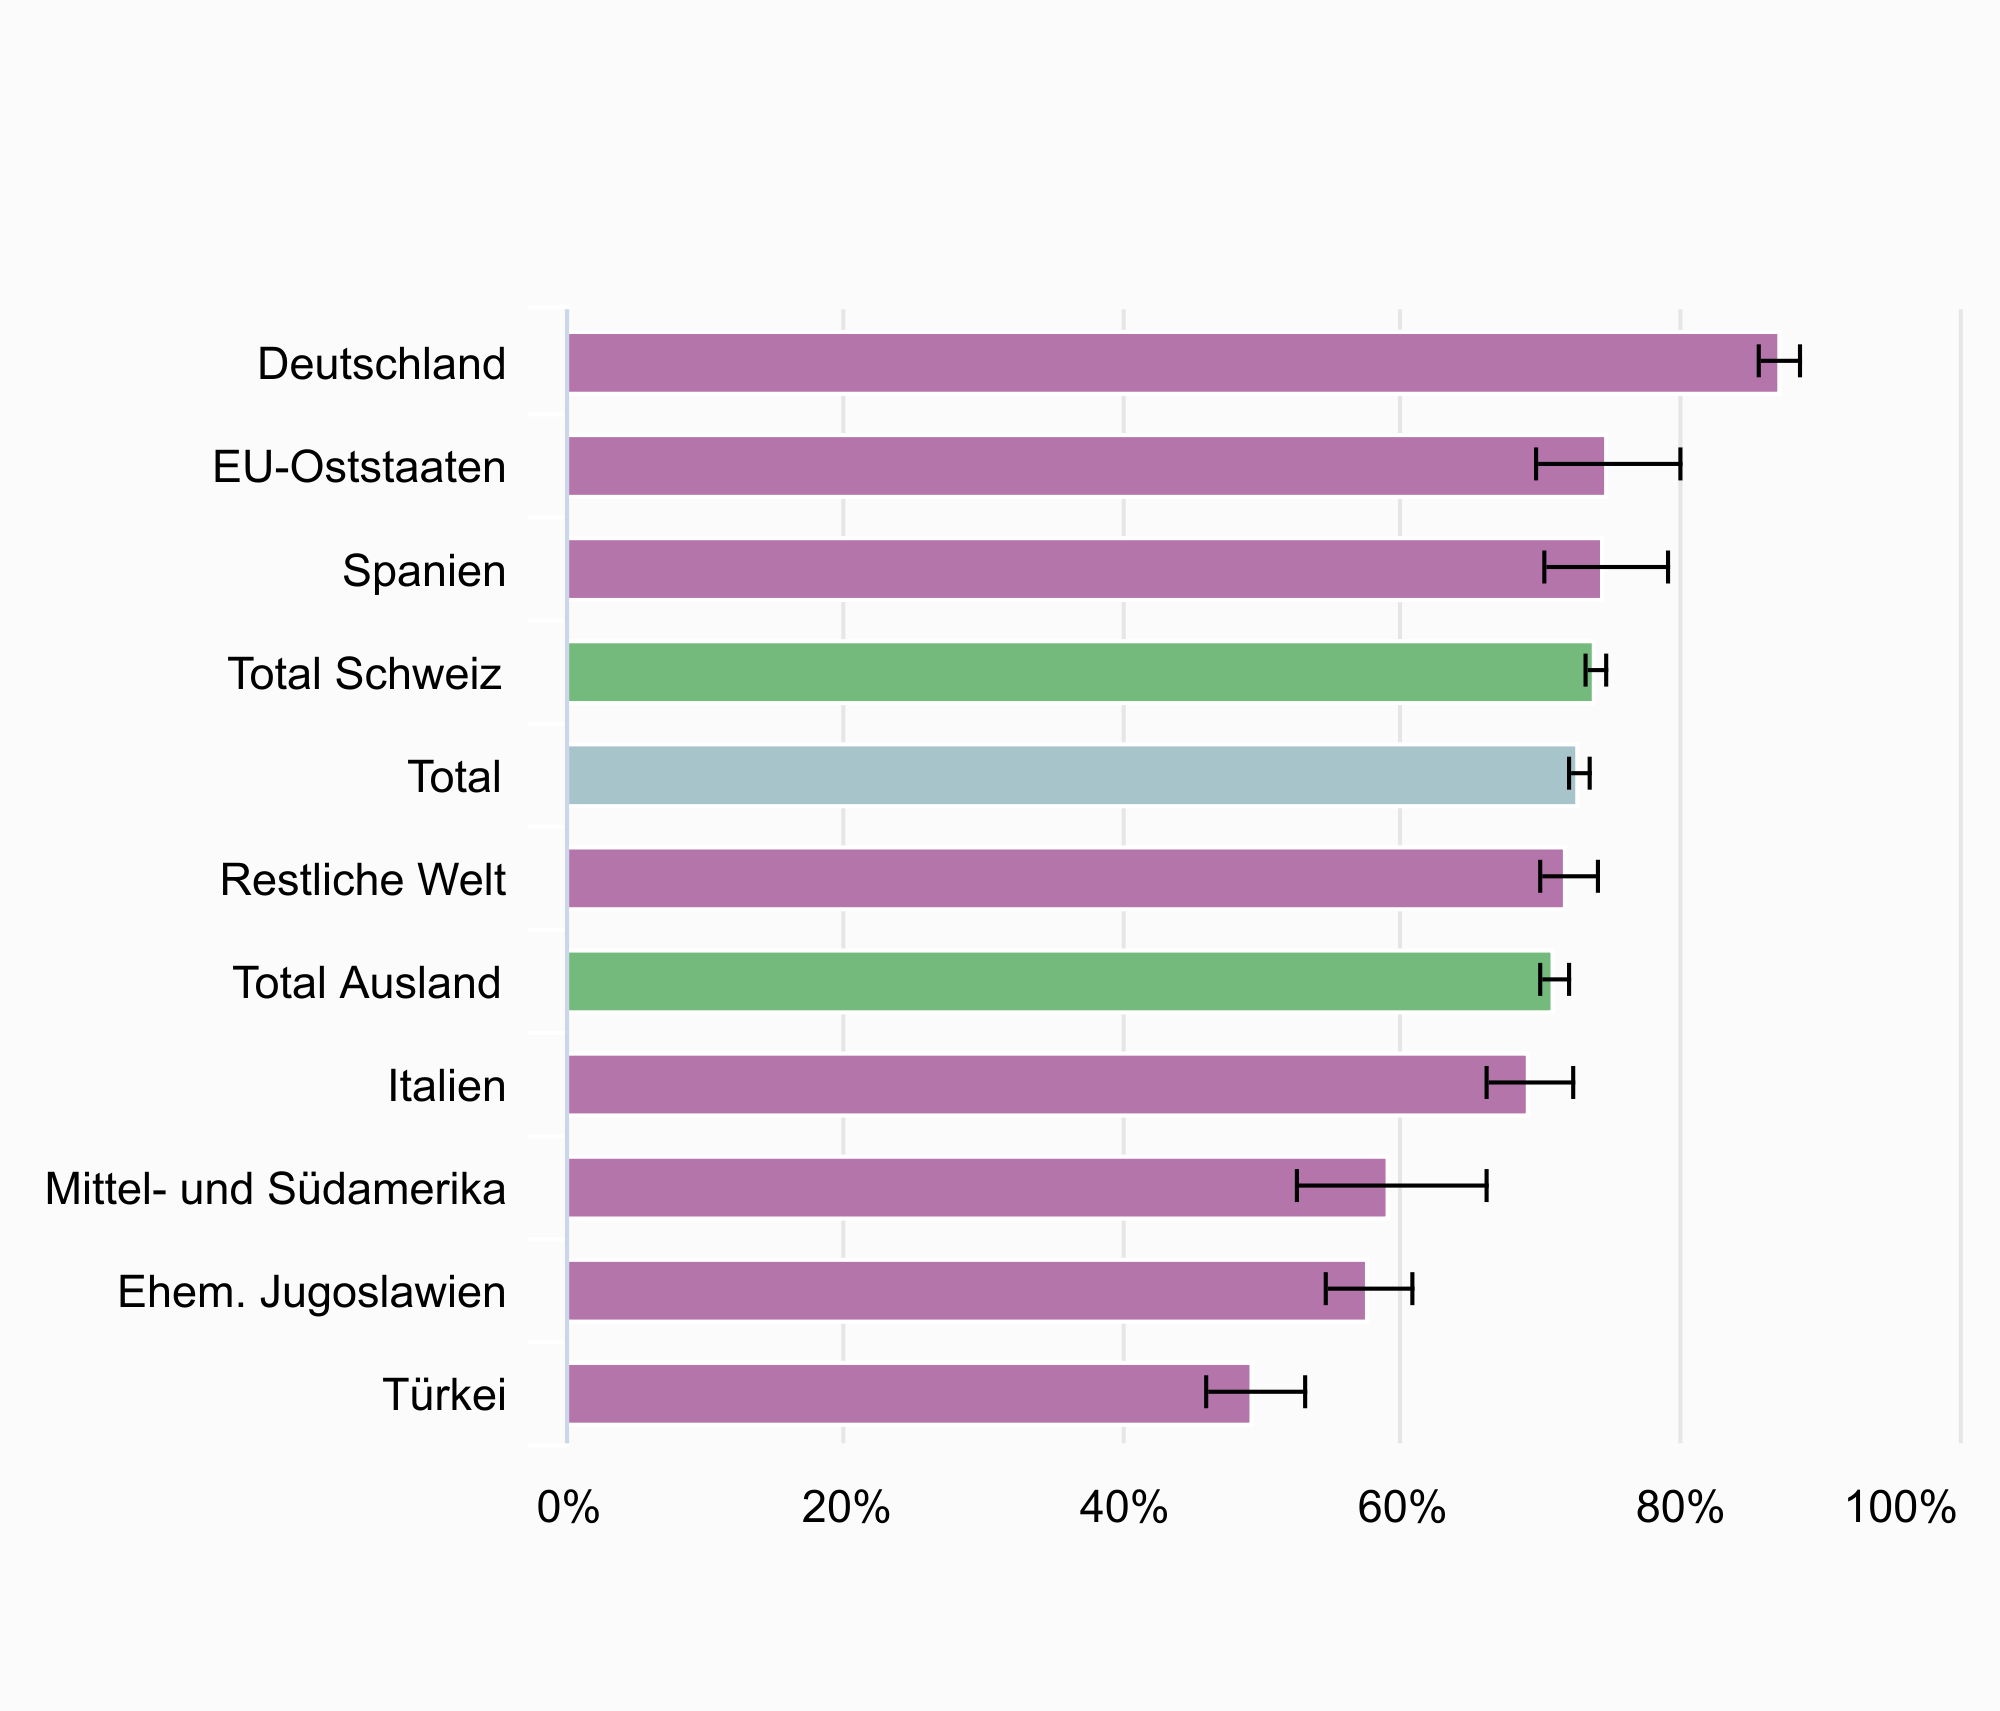 Deutschland
EU-Oststaaten
Spanien
Total Schweiz
Total
Restliche Welt
Total Ausland
Italien
Mittel- und Südamerika
Ehem. Jugoslawien
Türkei
0% 20% 40% 60% 80% 100%